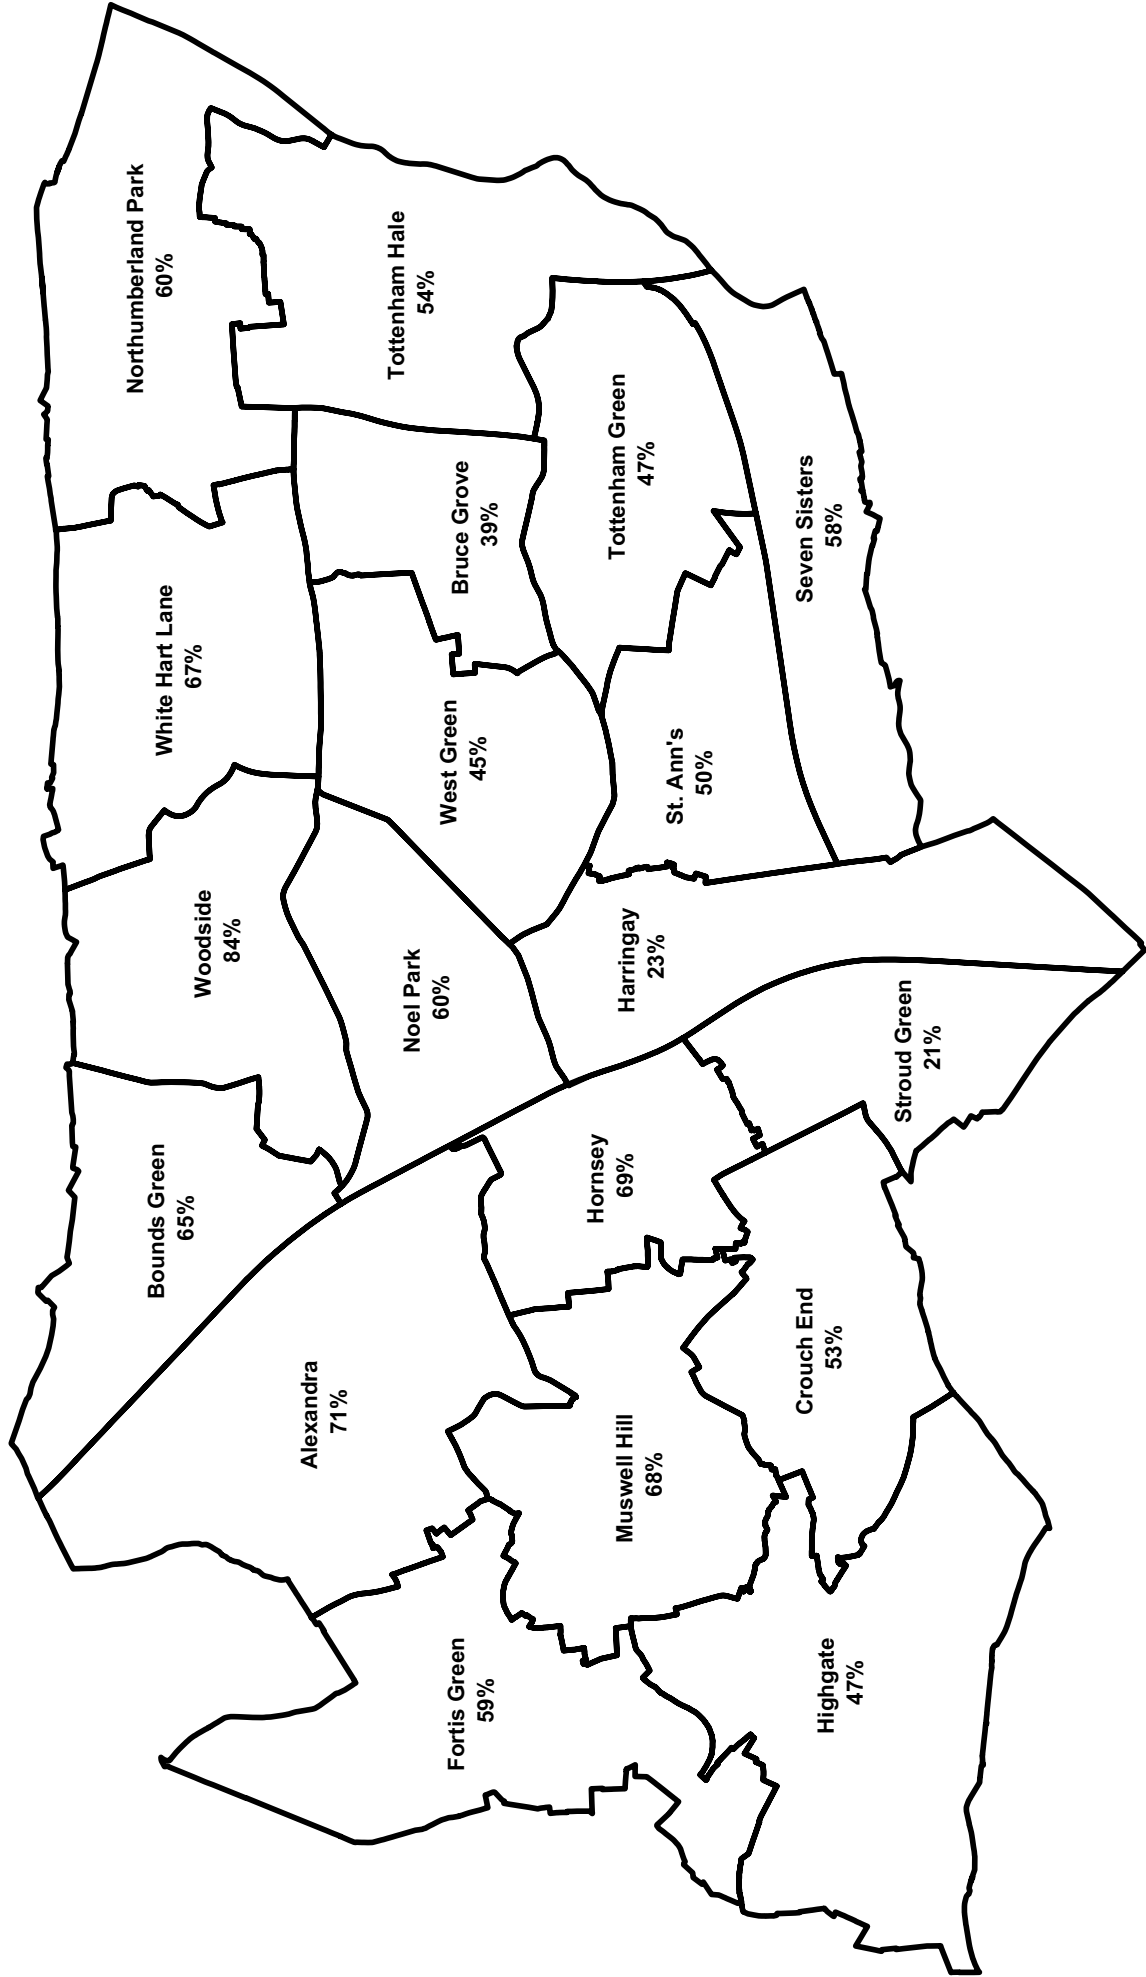 Northumberland Park
60%
White Hart Lane
67%
Woodside
84%
Bounds Green
65%
Tottenham Hale
54%
Bruce Grove
39%
West Green
45%
Noel Park
60%
Alexandra
71%
Fortis Green
59%
Tottenham Green
47%
St. Ann's
50%
Harringay
23%
Hornsey
69%
Muswell Hill
68%
Seven Sisters
58%
Stroud Green
21%
Crouch End
53%
Highgate
47%